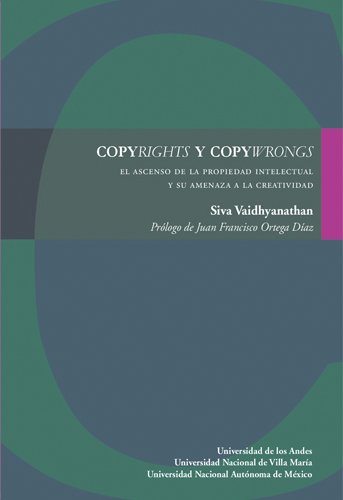 COPYRIGHTS Y COPYWRONGS
EL ASCENSO DE LA PROPIEDAD INTELECTUAL
Y SU AMENAZA A LA CREATIVIDAD
Siva Vaidhyanathan
Prólogo de Juan Francisco Ortega Díaz
Universidad de los Andes
Universidad Nacional de Villa María
Universidad Nacional Autónoma de México